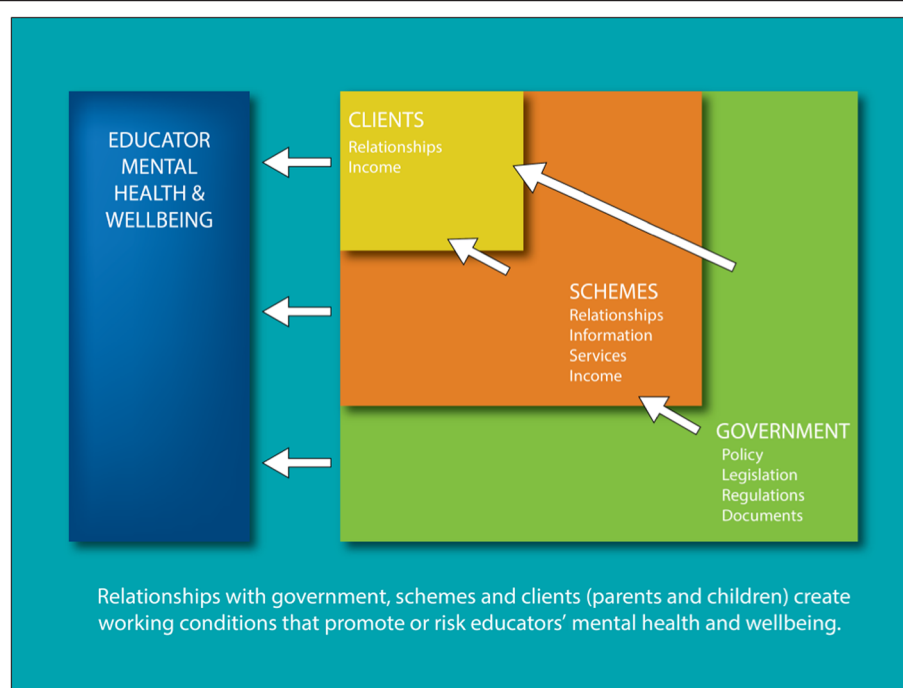 EDUCATOR
MENTAL
HEALTH &
WELLBEING
CLIENTS
Relationships
Income
SCHEMES
Relationships
Information
Services
Income
GOVERNMENT
Policy
Legislation
Regulations
Documents
Relationships with government, schemes and clients (parents and children) create
working conditions that promote or risk educators’ mental health and wellbeing.